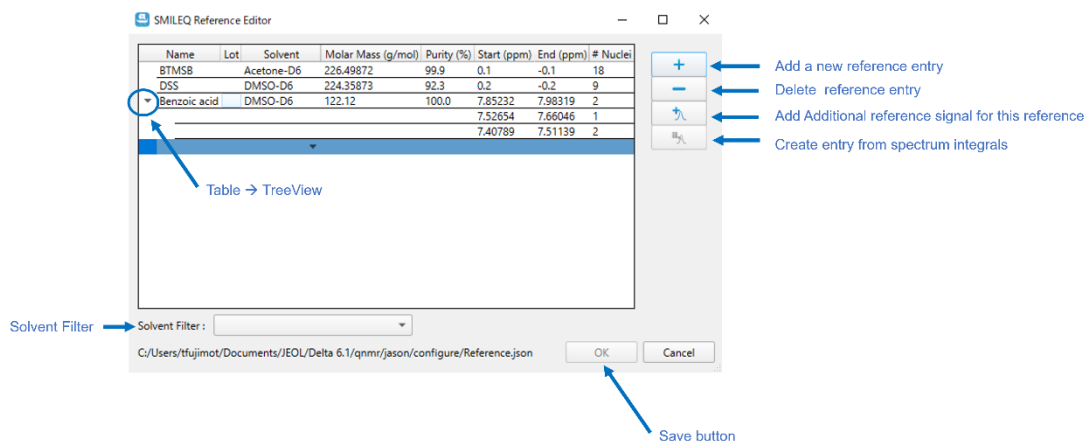 SMILEQ Reference Editor
Name Lot Solvent Molar Mass (g/mol) Purity (%) Start (ppm) End (ppm) # Nuclei
BTMSB Acetone-D6 226.49872 99.9 0.1 -0.1 18
DSS DMSO-D6 224.35873 92.3 0.2 -0.2 9
Benzoic acid DMSO-D6 122.12 100.0 7.85232 7.98319 2
7.52654 7.66046 1
7.40789 7.51139 2
Add a new reference entry
Delete reference entry
Add Additional reference signal for this reference
Create entry from spectrum integrals
Table → TreeView
Solvent Filter
Solvent Filter :
C:/Users/tfujimot/Documents/JEOL/Delta 6.1/qnmr/jason/configure/Reference.json
OK
Cancel
Save button